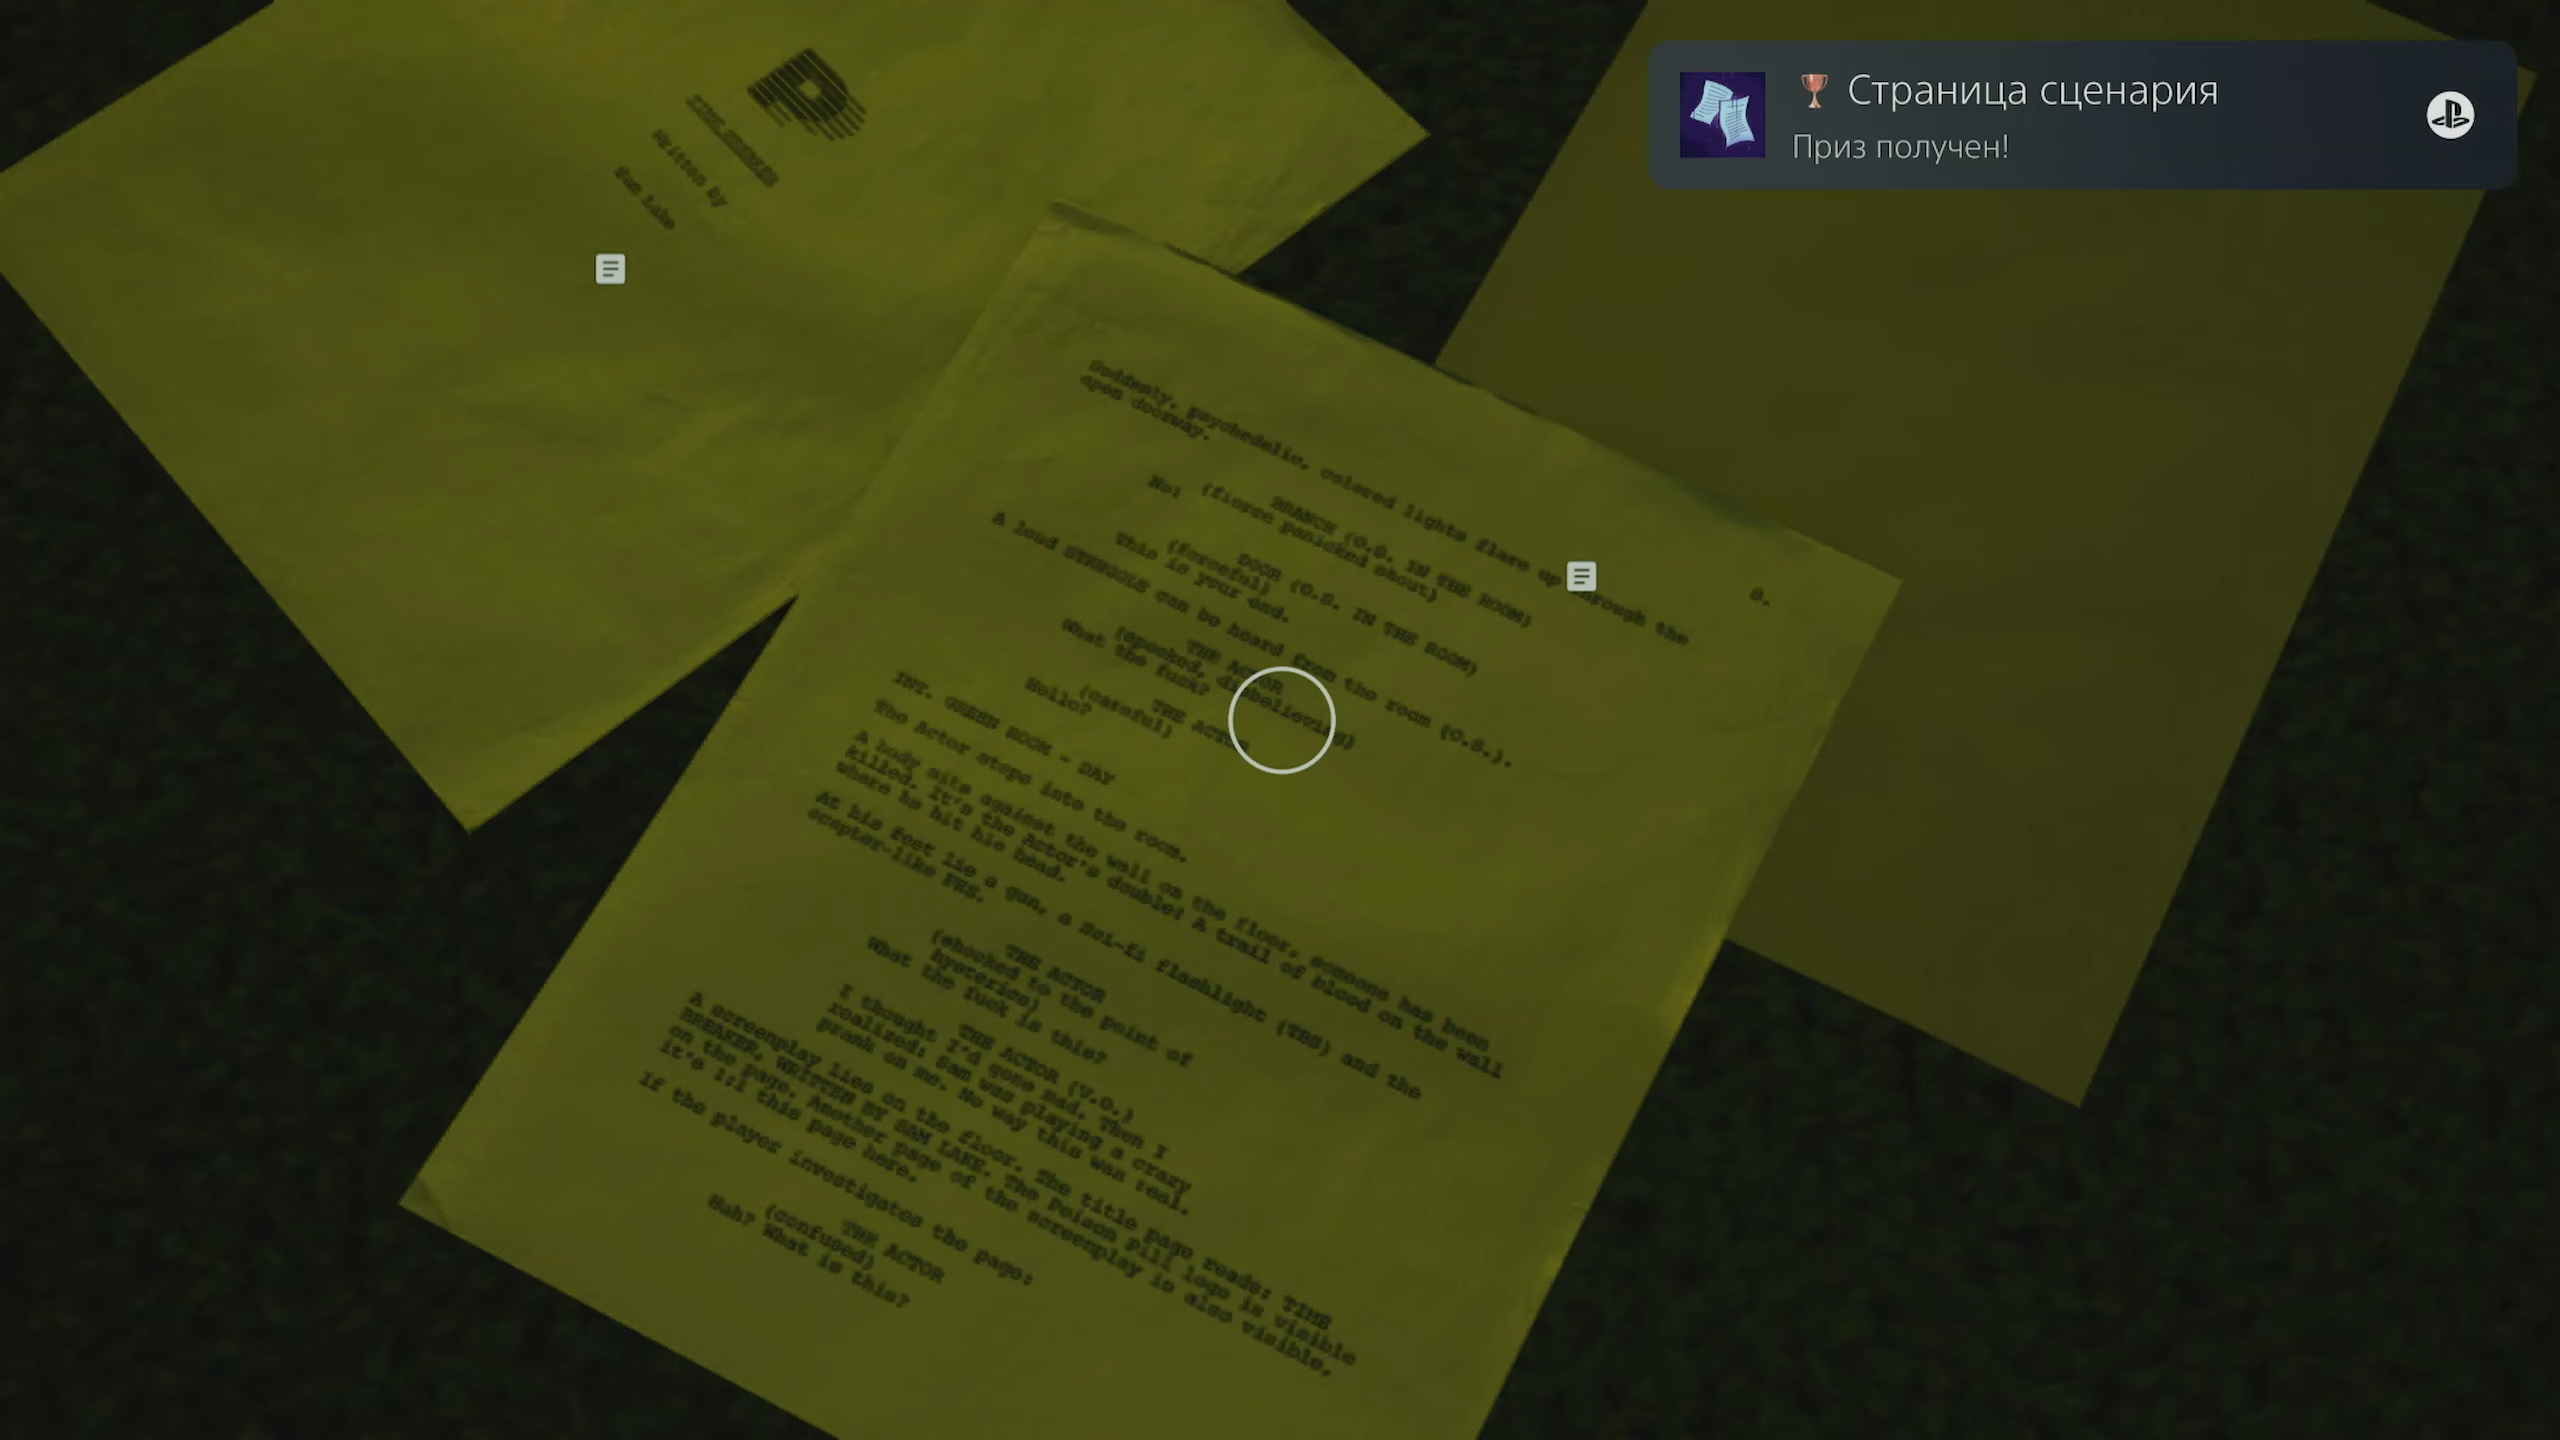 Страница сценария
Приз получен!
P
TIME BREAKER
Written by
Sam Lake
8.
Suddenly, psychedelic, colored lights flare up through the
open doorway.
BRANCH (O.S. IN THE ROOM)
(fierce panicked shout)
No!
DOOR (O.S. IN THE ROOM)
(forceful)
This is your end.
A loud STRUGGLE can be heard from the room (O.S.).
THE ACTOR
(spooked, disbelieving)
What the fuck?
THE ACTOR
(careful)
Hello?
INT. GREEN ROOM - DAY
The Actor steps into the room.
A body sits against the wall on the floor, someone has been
killed. It's the Actor's double! A trail of blood on the wall
where he hit his head.
At his feet lie a gun, a Sci-fi flashlight (TBS) and the
scepter-like PRS.
THE ACTOR
(shocked to the point of
hysterics)
What the fuck is this?
THE ACTOR (V.O.)
I thought I'd gone mad. Then I
realized: Sam was playing a crazy
prank on me. No way this was real.
A screenplay lies on the floor. The title page reads: TIME
BREAKER, WRITTEN BY SAM LAKE. The Poison pill logo is visible
on the page. Another page of the screenplay is also visible,
it's 1:1 this page here.
If the player investigates the page:
THE ACTOR
(confused)
Huh? What is this?